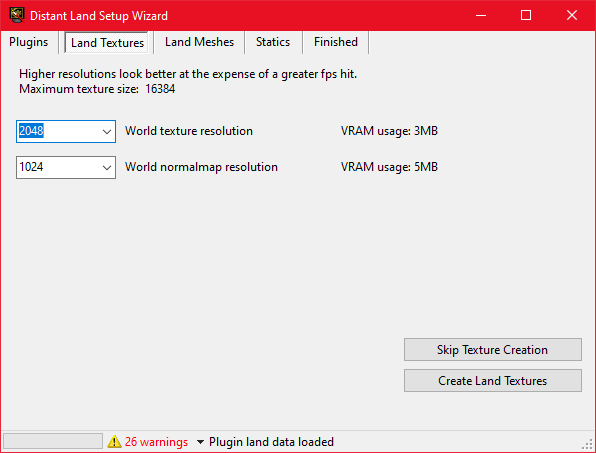 Distant Land Setup Wizard
Plugins Land Textures Land Meshes Statics Finished
Higher resolutions look better at the expense of a greater fps hit.
Maximum texture size: 16384
2048 World texture resolution VRAM usage: 3MB
1024 World normalmap resolution VRAM usage: 5MB
Skip Texture Creation
Create Land Textures
26 warnings Plugin land data loaded